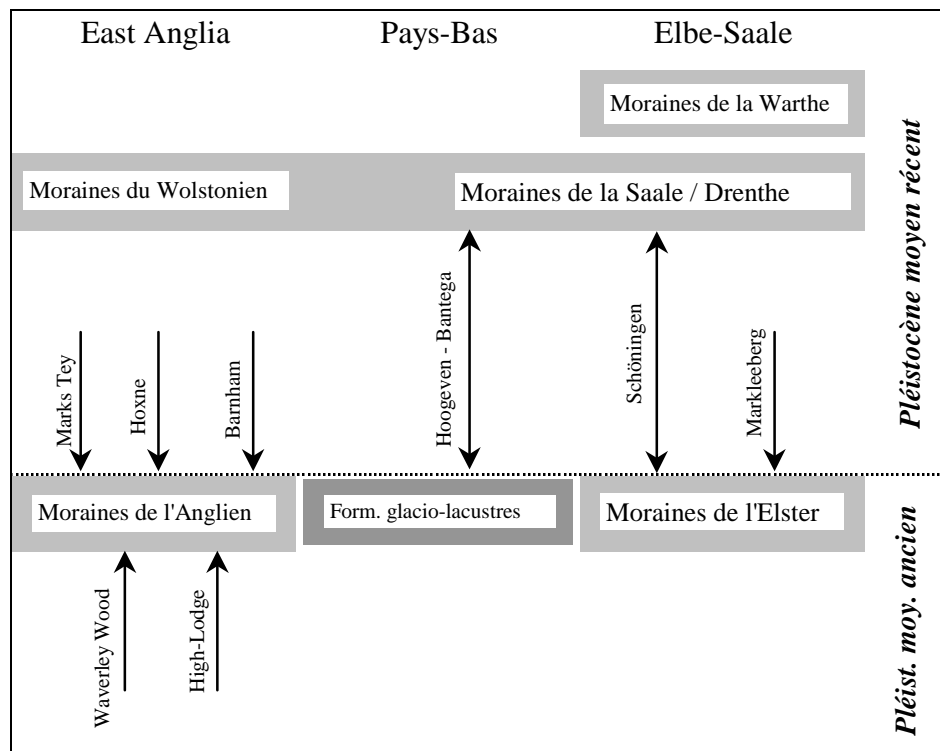 East Anglia
Pays-Bas
Elbe-Saale
Moraines de la Warthe
Moraines du Wolstonien
Moraines de la Saale / Drenthe
Pléistocène moyen récent
Marks Tey
Hoxne
Barnham
Hoogeven - Bantega
Schöningen
Markleeberg
Moraines de l'Anglien
Form. glacio-lacustres
Moraines de l'Elster
Pléist. moy. ancien
Waverley Wood
High-Lodge